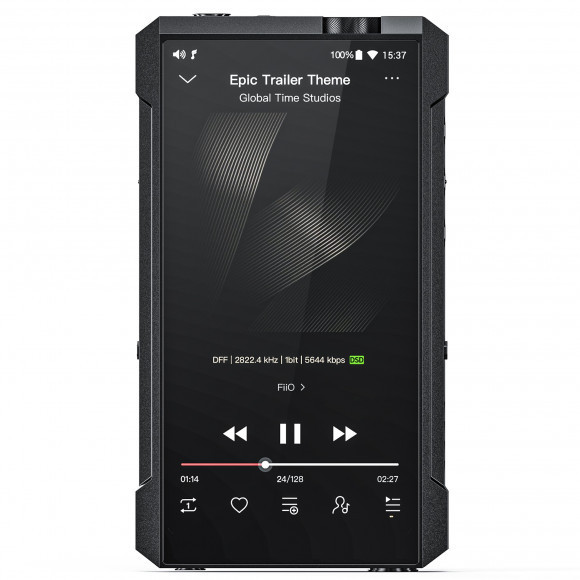 100% 15:37
Epic Trailer Theme
Global Time Studios
DFF | 2822.4 kHz | 1bit | 5644 kbps DSD
FiiO >
01:14 24/128 02:27
1